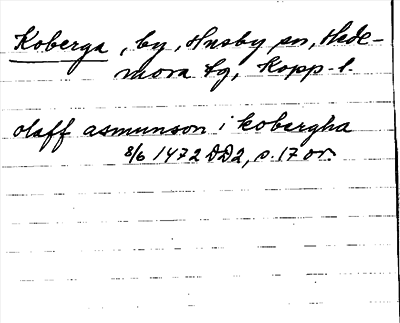 Koberga, by, Husby sn, Hede-
mora tg, Kopp. l.
olaff asmunson i kobergha
8/6 1472 DD2, s. 17 or.